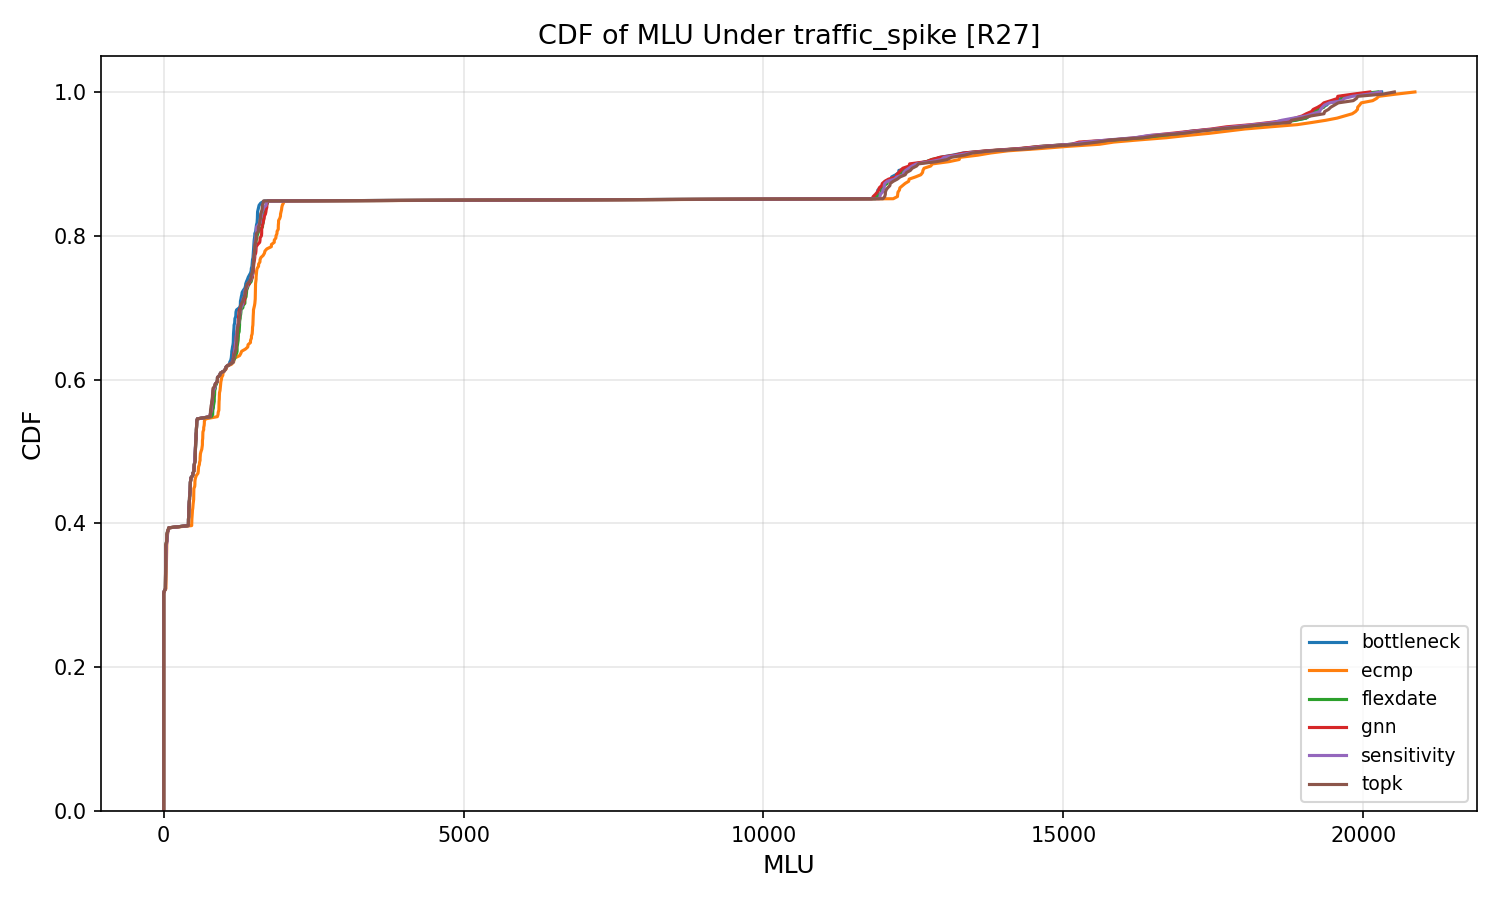 CDF of MLU Under traffic_spike [R27]
1.0
0.8
0.6
0.4
0.2
0.0
CDF
0
5000
10000
15000
20000
MLU
bottleneck
ecmp
flexdate
gnn
sensitivity
topk